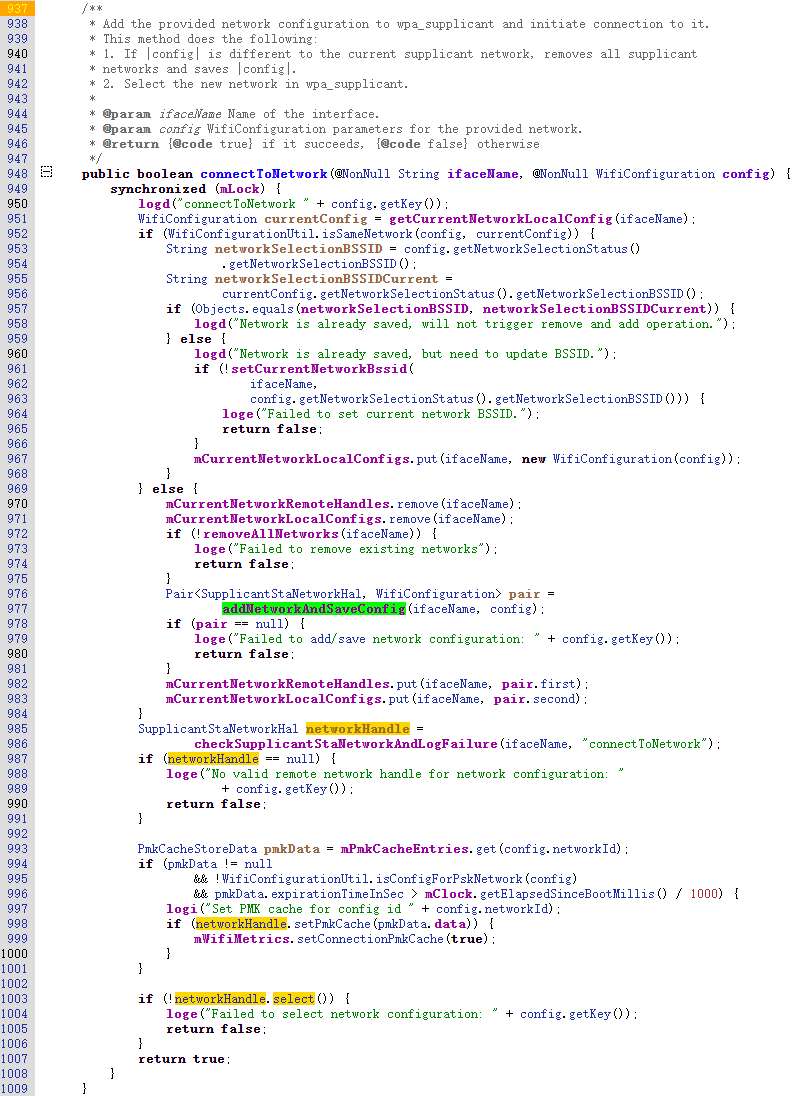 937 /**
938 * Add the provided network configuration to wpa_supplicant and initiate connection to it.
939 * This method does the following:
940 * 1. If |config| is different to the current supplicant network, removes all supplicant
941 * networks and saves |config|.
942 * 2. Select the new network in wpa_supplicant.
943 *
944 * @param ifaceName Name of the interface.
945 * @param config WifiConfiguration parameters for the provided network.
946 * @return {@code true} if it succeeds, {@code false} otherwise
947 */
948 public boolean connectToNetwork(@NonNull String ifaceName, @NonNull WifiConfiguration config) {
949 synchronized (mLock) {
950 logd("connectToNetwork " + config.getKey());
951 WifiConfiguration currentConfig = getCurrentNetworkLocalConfig(ifaceName);
952 if (WifiConfigurationUtil.isSameNetwork(config, currentConfig)) {
953 String networkSelectionBSSID = config.getNetworkSelectionStatus()
954 .getNetworkSelectionBSSID();
955 String networkSelectionBSSIDCurrent =
956 currentConfig.getNetworkSelectionStatus().getNetworkSelectionBSSID();
957 if (Objects.equals(networkSelectionBSSID, networkSelectionBSSIDCurrent)) {
958 logd("Network is already saved, will not trigger remove and add operation.");
959 } else {
960 logd("Network is already saved, but need to update BSSID.");
961 if (!setCurrentNetworkBssid(
962 ifaceName,
963 config.getNetworkSelectionStatus().getNetworkSelectionBSSID())) {
964 loge("Failed to set current network BSSID.");
965 return false;
966 }
967 mCurrentNetworkLocalConfigs.put(ifaceName, new WifiConfiguration(config));
968 }
969 } else {
970 mCurrentNetworkRemoteHandles.remove(ifaceName);
971 mCurrentNetworkLocalConfigs.remove(ifaceName);
972 if (!removeAllNetworks(ifaceName)) {
973 loge("Failed to remove existing networks");
974 return false;
975 }
976 Pair<SupplicantStaNetworkHal, WifiConfiguration> pair =
977 addNetworkAndSaveConfig(ifaceName, config);
978 if (pair == null) {
979 loge("Failed to add/save network configuration: " + config.getKey());
980 return false;
981 }
982 mCurrentNetworkRemoteHandles.put(ifaceName, pair.first);
983 mCurrentNetworkLocalConfigs.put(ifaceName, pair.second);
984 }
985 SupplicantStaNetworkHal networkHandle =
986 checkSupplicantStaNetworkAndLogFailure(ifaceName, "connectToNetwork");
987 if (networkHandle == null) {
988 loge("No valid remote network handle for network configuration: "
989 + config.getKey());
990 return false;
991 }
992
993 PmkCacheStoreData pmkData = mPmkCacheEntries.get(config.networkId);
994 if (pmkData != null
995 && !WifiConfigurationUtil.isConfigForPskNetwork(config)
996 && pmkData.expirationTimeInSec > mClock.getElapsedSinceBootMillis() / 1000) {
997 logi("Set PMK cache for config id " + config.networkId);
998 if (networkHandle.setPmkCache(pmkData.data)) {
999 mWifiMetrics.setConnectionPmkCache(true);
1000 }
1001 }
1002
1003 if (!networkHandle.select()) {
1004 loge("Failed to select network configuration: " + config.getKey());
1005 return false;
1006 }
1007 return true;
1008 }
1009 }